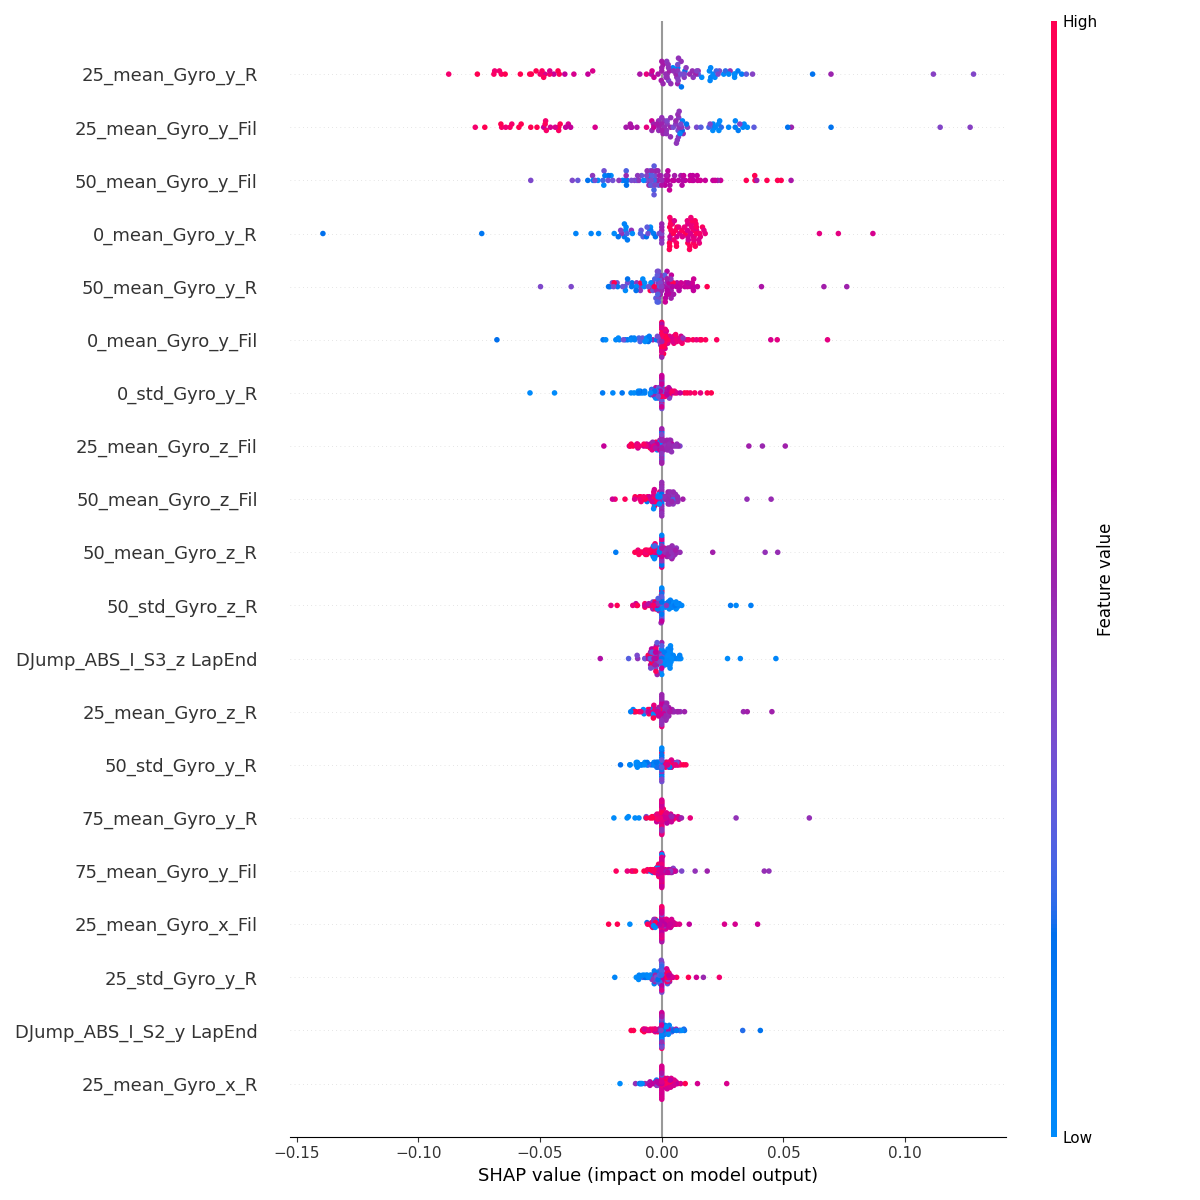 High
25_mean_Gyro_y_R
25_mean_Gyro_y_Fil
50_mean_Gyro_y_Fil
0_mean_Gyro_y_R
50_mean_Gyro_y_R
0_mean_Gyro_y_Fil
0_std_Gyro_y_R
25_mean_Gyro_z_Fil
50_mean_Gyro_z_Fil
50_mean_Gyro_z_R
50_std_Gyro_z_R
DJump_ABS_I_S3_z LapEnd
25_mean_Gyro_z_R
50_std_Gyro_y_R
75_mean_Gyro_y_R
75_mean_Gyro_y_Fil
25_mean_Gyro_x_Fil
25_std_Gyro_y_R
DJump_ABS_I_S2_y LapEnd
25_mean_Gyro_x_R
Feature value
Low
−0.15 −0.10 −0.05 0.00 0.05 0.10
SHAP value (impact on model output)